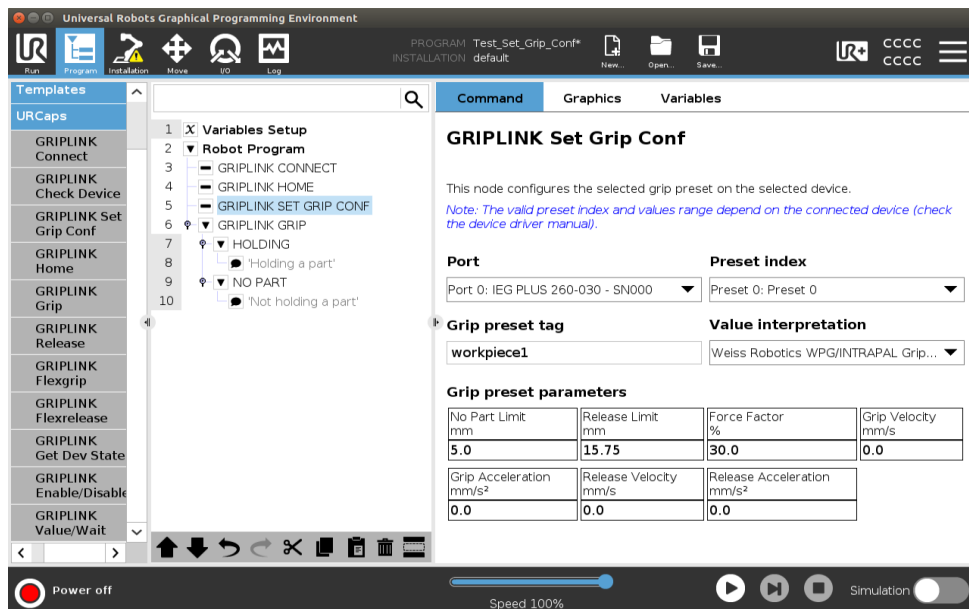 Universal Robots Graphical Programming Environment
UR
Run
Program
Installation
Move
I/O
Log
PROGRAM Test_Set_Grip_Conf*
INSTALLATION default
New...
Open...
Save...
UR+
CCCC
CCCC
Templates
URCaps
GRIPLINK
Connect
GRIPLINK
Check Device
GRIPLINK Set
Grip Conf
GRIPLINK
Home
GRIPLINK
Grip
GRIPLINK
Release
GRIPLINK
Flexgrip
GRIPLINK
Flexrelease
GRIPLINK
Get Dev State
GRIPLINK
Enable/Disable
GRIPLINK
Value/Wait
1 X Variables Setup
2 Robot Program
3 GRIPLINK CONNECT
4 GRIPLINK HOME
5 GRIPLINK SET GRIP CONF
6 GRIPLINK GRIP
7 HOLDING
8 'Holding a part'
9 NO PART
10 'Not holding a part'
Command Graphics Variables
GRIPLINK Set Grip Conf
This node configures the selected grip preset on the selected device.
Note: The valid preset index and values range depend on the connected device (check
the device driver manual).
Port
Port 0: IEG PLUS 260-030 - SN000
Preset index
Preset 0: Preset 0
Grip preset tag
workpiece1
Value interpretation
Weiss Robotics WPG/INTRAPAL Grip...
Grip preset parameters
No Part Limit
mm
5.0
Release Limit
mm
15.75
Force Factor
%
30.0
Grip Velocity
mm/s
0.0
Grip Acceleration
mm/s²
0.0
Release Velocity
mm/s
0.0
Release Acceleration
mm/s²
0.0
Power off
Speed 100%
Simulation